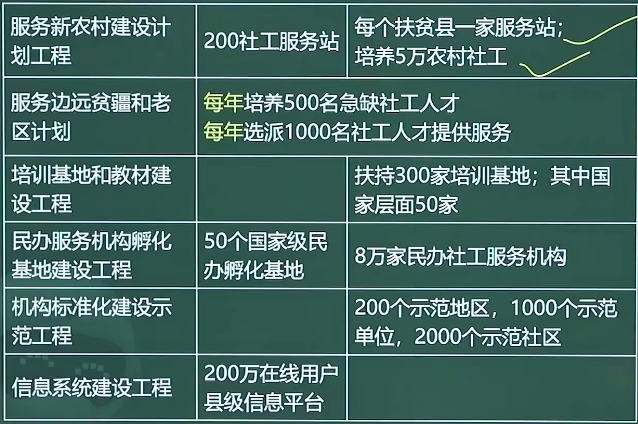 服务新农村建设计
划工程
200社工服务站
每个扶贫县一家服务站；
培养5万农村社工
服务边远贫疆和老
区计划
每年培养500名急缺社工人才
每年选派1000名社工人才提供服务
培训基地和教材建
设工程
扶持300家培训基地；其中国
家层面50家
民办服务机构孵化
基地建设工程
50个国家级民
办孵化基地
8万家民办社工服务机构
机构标准化建设示
范工程
200个示范地区，1000个示范
单位，2000个示范社区
信息系统建设工程
200万在线用户
县级信息平台